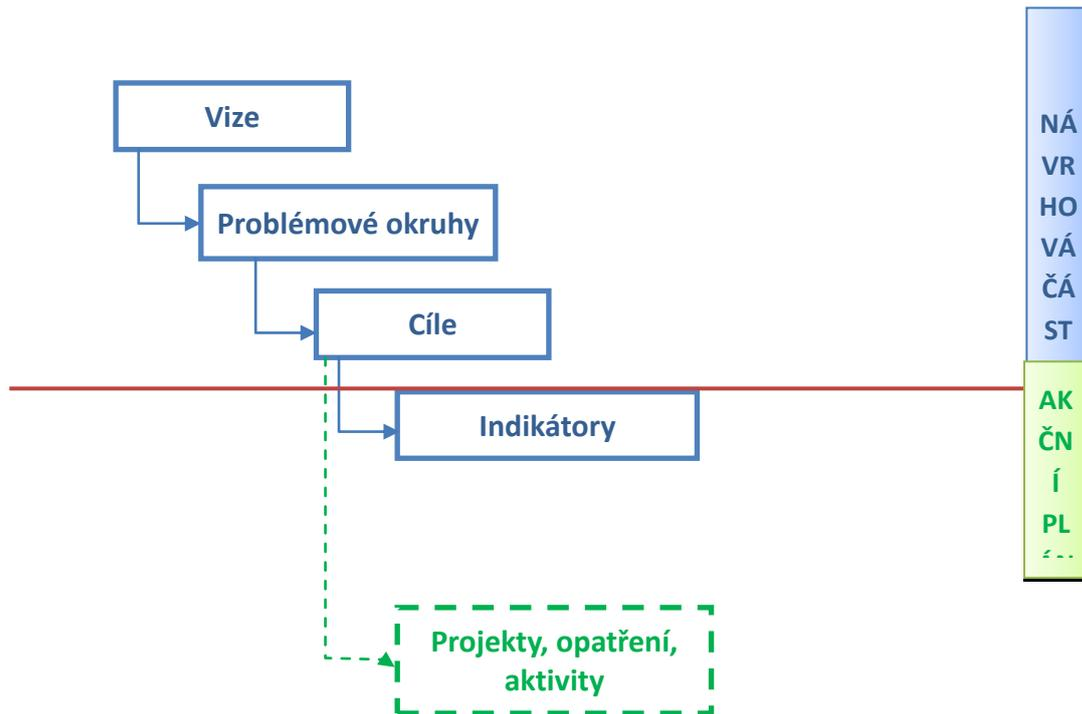 Vize
Problémové okruhy
Cíle
Indikátory
Projekty, opatření,
aktivity
NÁ
VR
HO
VÁ
ČÁ
ST
AK
ČN
Í
PL